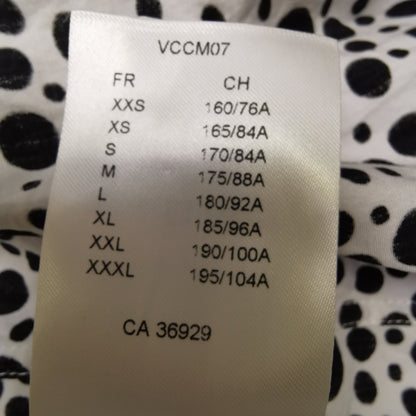 VCCM07
FR CH
XXS 160/76A
XS 165/84A
S 170/84A
M 175/88A
L 180/92A
XL 185/96A
XXL 190/100A
XXXL 195/104A
CA 36929